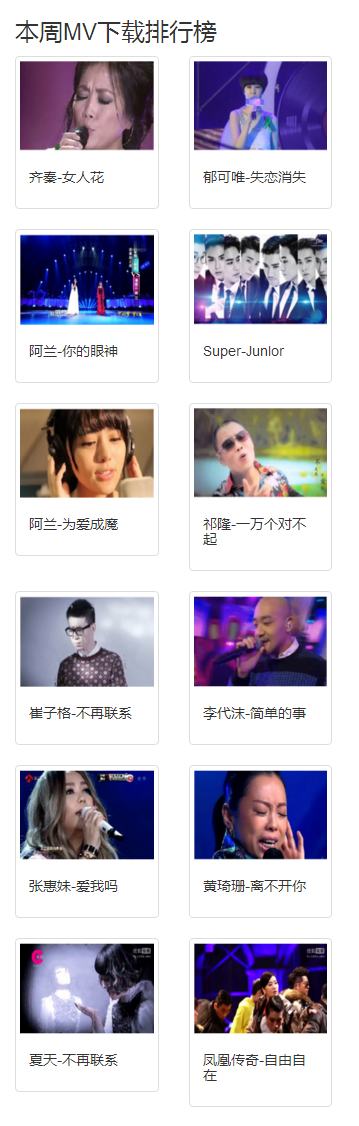 本周MV下载排行榜
齐秦-女人花
郁可唯-失恋消失
阿兰-你的眼神
Super-Junlor
阿兰-为爱成魔
祁隆-一万个对不
起
崔子格-不再联系
李代沫-简单的事
张惠妹-爱我吗
黄琦珊-离不开你
夏天-不再联系
凤凰传奇-自由自
在